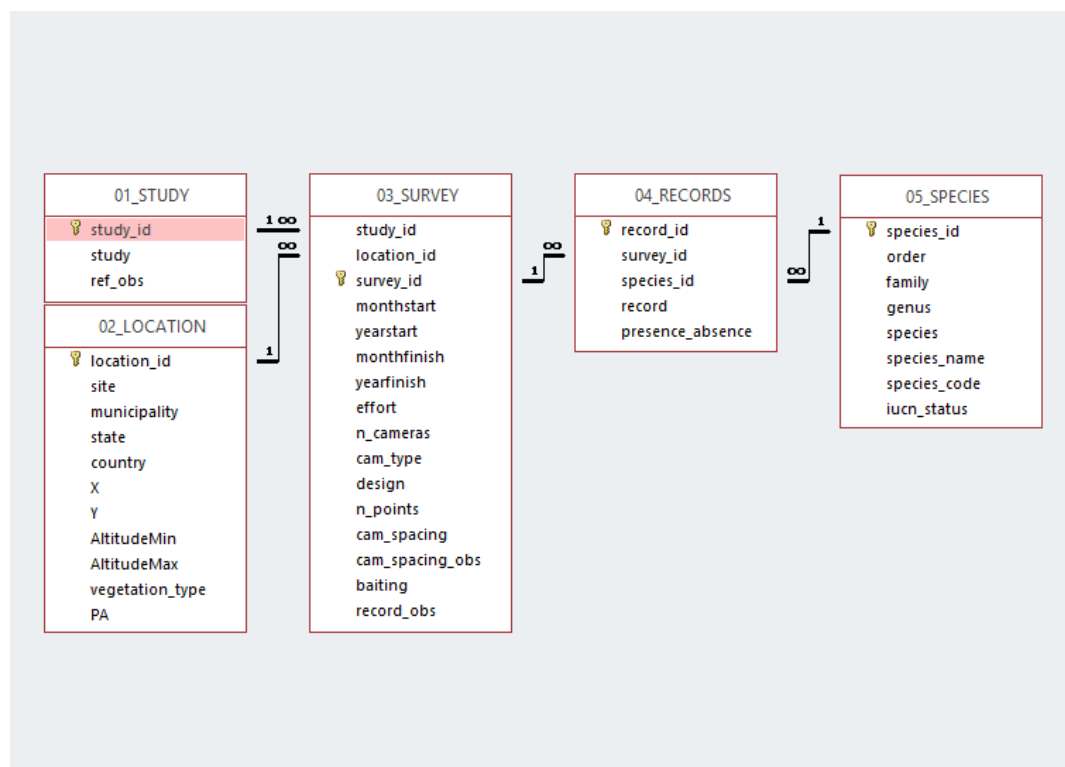 01_STUDY
study_id
study
ref_obs
02_LOCATION
location_id
site
municipality
state
country
X
Y
AltitudeMin
AltitudeMax
vegetation_type
PA
1 ∞
∞
1
03_SURVEY
study_id
location_id
survey_id
monthstart
yearstart
monthfinish
yearfinish
effort
n_cameras
cam_type
design
n_points
cam_spacing
cam_spacing_obs
baiting
record_obs
∞
1
04_RECORDS
record_id
survey_id
species_id
record
presence_absence
1
∞
05_SPECIES
species_id
order
family
genus
species
species_name
species_code
iucn_status